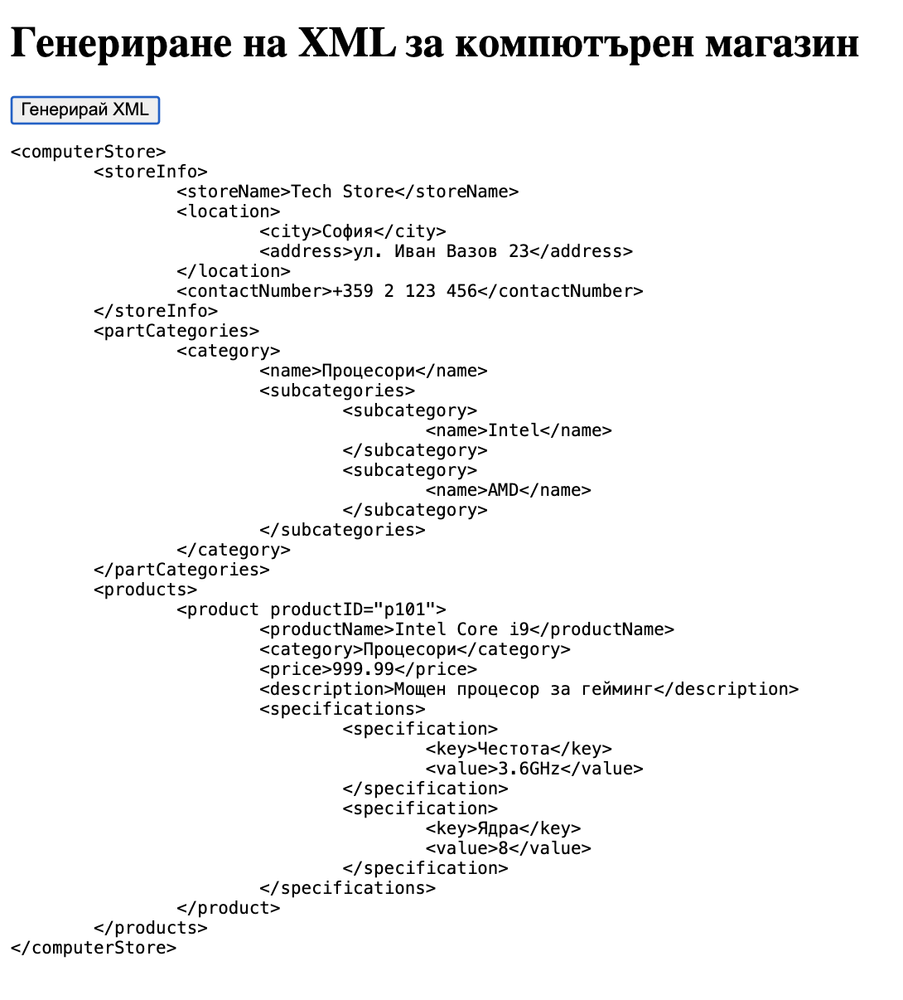 Генериране на XML за компютърен магазин
Генерирай XML
<computerStore>
	<storeInfo>
		<storeName>Tech Store</storeName>
		<location>
			<city>София</city>
			<address>ул. Иван Вазов 23</address>
		</location>
		<contactNumber>+359 2 123 456</contactNumber>
	</storeInfo>
	<partCategories>
		<category>
			<name>Процесори</name>
			<subcategories>
				<subcategory>
					<name>Intel</name>
				</subcategory>
				<subcategory>
					<name>AMD</name>
				</subcategory>
			</subcategories>
		</category>
	</partCategories>
	<products>
		<product productID="p101">
			<productName>Intel Core i9</productName>
			<category>Процесори</category>
			<price>999.99</price>
			<description>Мощен процесор за гейминг</description>
			<specifications>
				<specification>
					<key>Честота</key>
					<value>3.6GHz</value>
				</specification>
				<specification>
					<key>Ядра</key>
					<value>8</value>
				</specification>
			</specifications>
		</product>
	</products>
</computerStore>